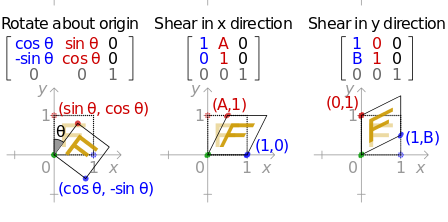 Rotate about origin
cos θ sin θ 0
-sin θ cos θ 0
0 0 1
y
(sin θ, cos θ)
1
θ
0 1 x
(cos θ, -sin θ)
Shear in x direction
1 A 0
0 1 0
0 0 1
y
(A,1)
1
(1,0)
0 1 x
Shear in y direction
1 0 0
B 1 0
0 0 1
y
(0,1)
1
(1,B)
0 1 x